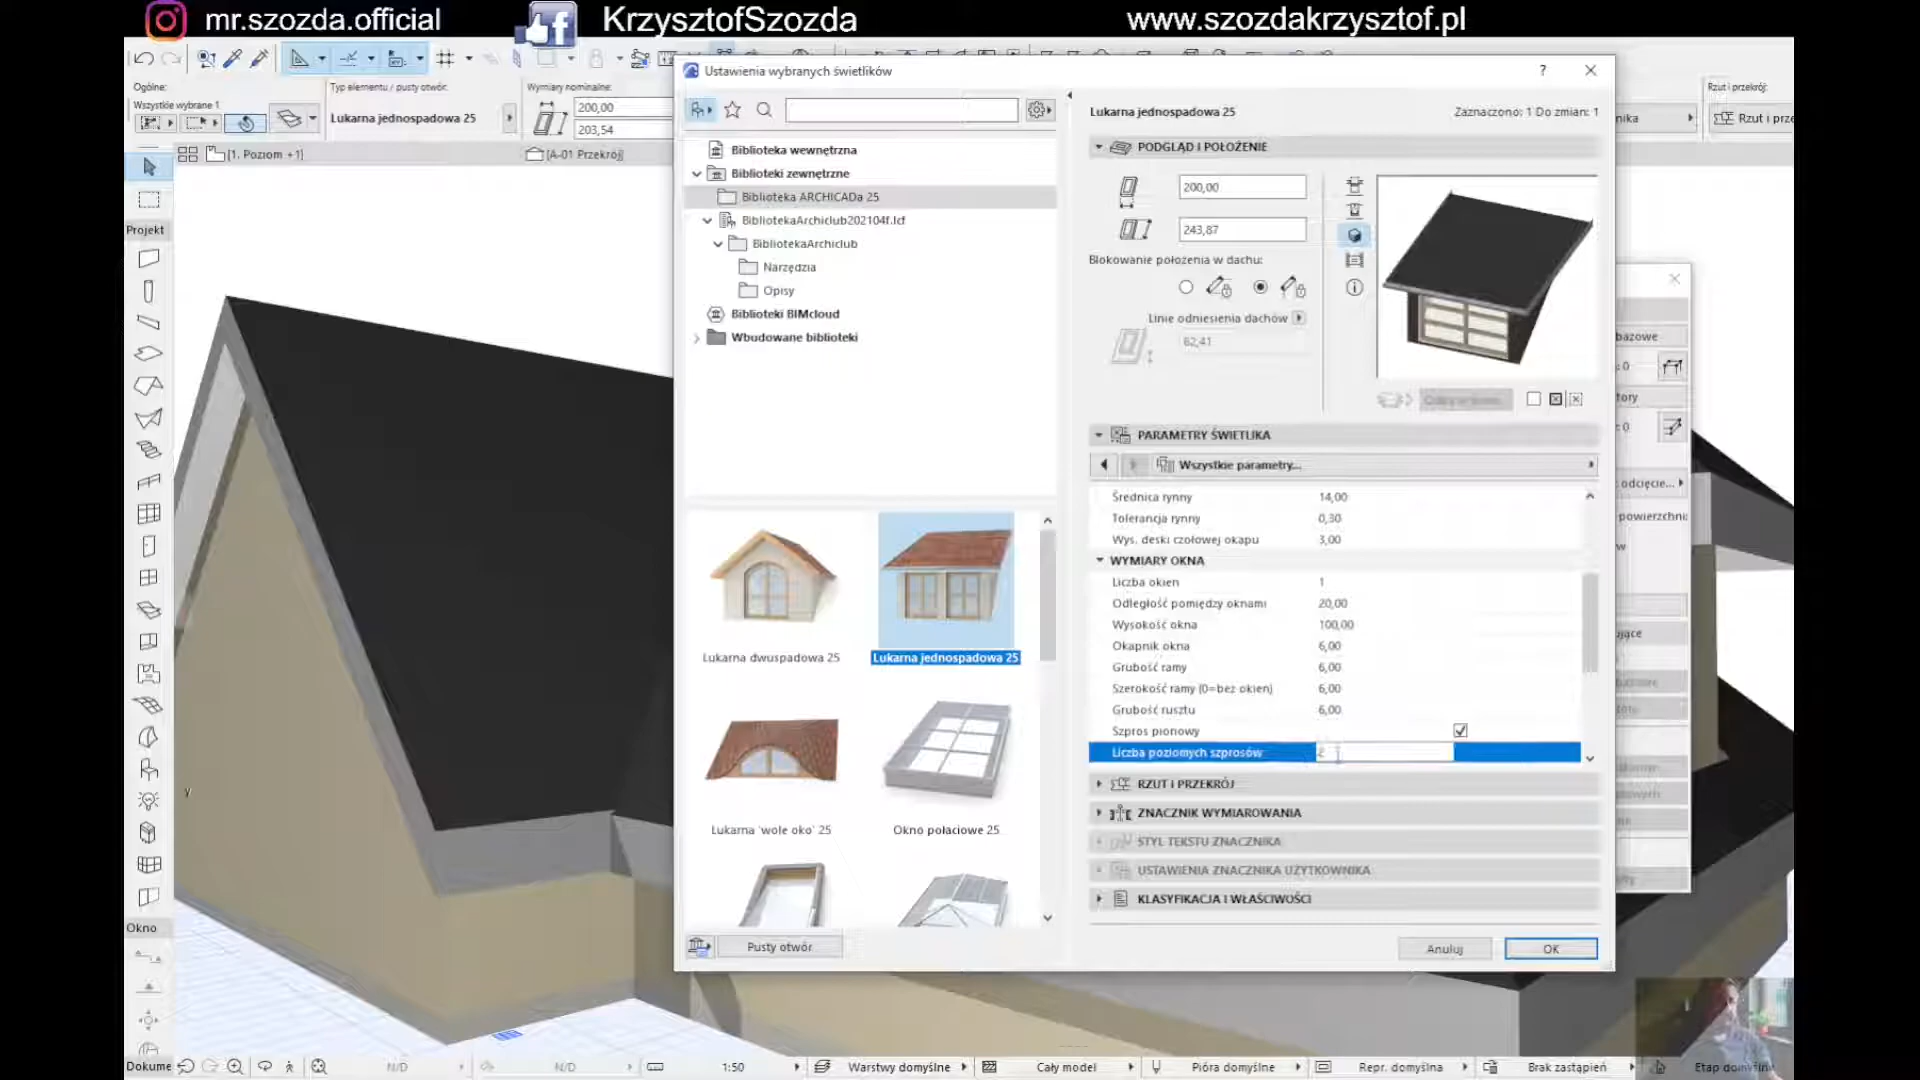 mr.szozda.official
KrzysztofSzozda
www.szozdakrzysztof.pl
Ustawienia wybranych świetlików
Ogólne:
Typ elementu / pusty otwór:
Wymiary nominalne:
Rzut i przekrój:
Wszystkie wybrane 1
Lukarna jednospadowa 25
200,00
203,54
Rzut i prze
[1. Poziom +1]
[A-01 Przekrój]
Projekt
Okno
Biblioteka wewnętrzna
Biblioteki zewnętrzne
Biblioteka ARCHICADa 25
BibliotekaArchiclub202104f.lcf
BibliotekaArchiclub
Narzędzia
Opisy
Biblioteki BIMcloud
Wbudowane biblioteki
Lukarna dwuspadowa 25
Lukarna jednospadowa 25
Lukarna 'wole oko' 25
Okno połaciowe 25
Pusty otwór
Lukarna jednospadowa 25
Zaznaczono: 1 Do zmian: 1
PODGLĄD I POŁOŻENIE
200,00
243,87
Blokowanie położenia w dachu:
Linie odniesienia dachów
62,41
PARAMETRY ŚWIETLIKA
Wszystkie parametry...
Średnica rynny 14,00
Tolerancja rynny 0,30
Wys. deski czołowej okapu 3,00
WYMIARY OKNA
Liczba okien 1
Odległość pomiędzy oknami 20,00
Wysokość okna 100,00
Okapnik okna 6,00
Grubość ramy 6,00
Szerokość ramy (0=bez okien) 6,00
Grubość rusztu 6,00
Szpros pionowy
Liczba poziomych szprosów 2
RZUT I PRZEKRÓJ
ZNACZNIK WYMIAROWANIA
STYL TEKSTU ZNACZNIKA
USTAWIENIA ZNACZNIKA UŻYTKOWNIKA
KLASYFIKACJA I WŁAŚCIWOŚCI
Anuluj
OK
bazowe
odcięcie...
powierzchni
Dokume
N/D
N/D
1:50
Warstwy domyślne
Cały model
Pióra domyślne
Repr. domyślna
Brak zastąpień
Etap domyślny